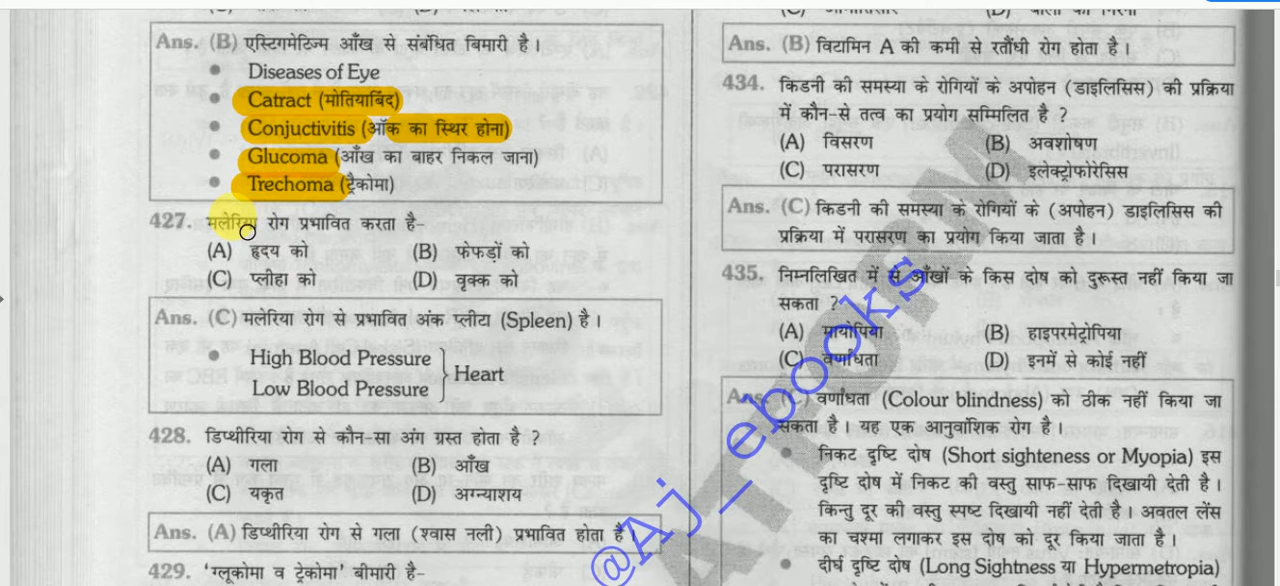 Ans. (B) एस्टिगमेटिज्म आँख से संबंधित बिमारी है।
• Diseases of Eye
• Catract (मोतियाबिंद)
• Conjuctivitis (आँक का स्थिर होना)
• Glucoma (आँख का बाहर निकल जाना)
• Trechoma (ट्रैकोमा)
427. मलेरिया रोग प्रभावित करता है-
(A) हृदय को (B) फेफड़ों को
(C) प्लीहा को (D) वृक्क को
Ans. (C) मलेरिया रोग से प्रभावित अंक प्लीटा (Spleen) है।
• High Blood Pressure
Low Blood Pressure } Heart
428. डिप्थीरिया रोग से कौन-सा अंग ग्रस्त होता है ?
(A) गला (B) आँख
(C) यकृत (D) अग्न्याशय
Ans. (A) डिप्थीरिया रोग से गला (श्वास नली) प्रभावित होता है।
429. 'ग्लूकोमा व ट्रेकोमा' बीमारी है-
Ans. (B) विटामिन A की कमी से रतौंधी रोग होता है।
434. किडनी की समस्या के रोगियों के अपोहन (डाइलिसिस) की प्रक्रिया
में कौन-से तत्व का प्रयोग सम्मिलित है ?
(A) विसरण (B) अवशोषण
(C) परासरण (D) इलेक्ट्रोफोरेसिस
Ans. (C) किडनी की समस्या के रोगियों के (अपोहन) डाइलिसिस की
प्रक्रिया में परासरण का प्रयोग किया जाता है।
435. निम्नलिखित में से आँखों के किस दोष को दुरूस्त नहीं किया जा
सकता ?
(A) मायोपिया (B) हाइपरमेट्रोपिया
(C) वर्णांधता (D) इनमें से कोई नहीं
Ans. (C) वर्णांधता (Colour blindness) को ठीक नहीं किया जा
सकता है। यह एक आनुवांशिक रोग है।
• निकट दृष्टि दोष (Short sighteness or Myopia) इस
दृष्टि दोष में निकट की वस्तु साफ-साफ दिखायी देती है।
किन्तु दूर की वस्तु स्पष्ट दिखायी नहीं देती है। अवतल लेंस
का चश्मा लगाकर इस दोष को दूर किया जाता है।
• दीर्घ दृष्टि दोष (Long Sightness या Hypermetropia)
@Aj_ebooks